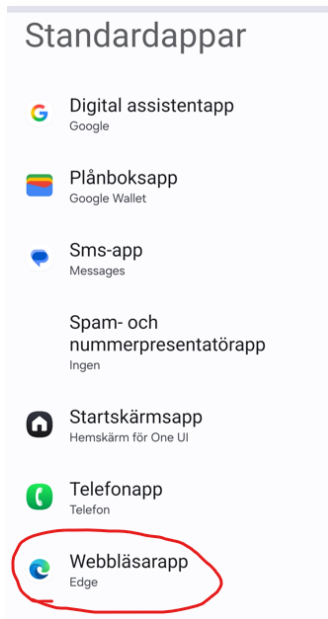 Standardappar
Digital assistentapp
Google
Plånboksapp
Google Wallet
Sms-app
Messages
Spam- och
nummerpresentatörapp
Ingen
Startskärmsapp
Hemskärm för One UI
Telefonapp
Telefon
Webbläsarapp
Edge